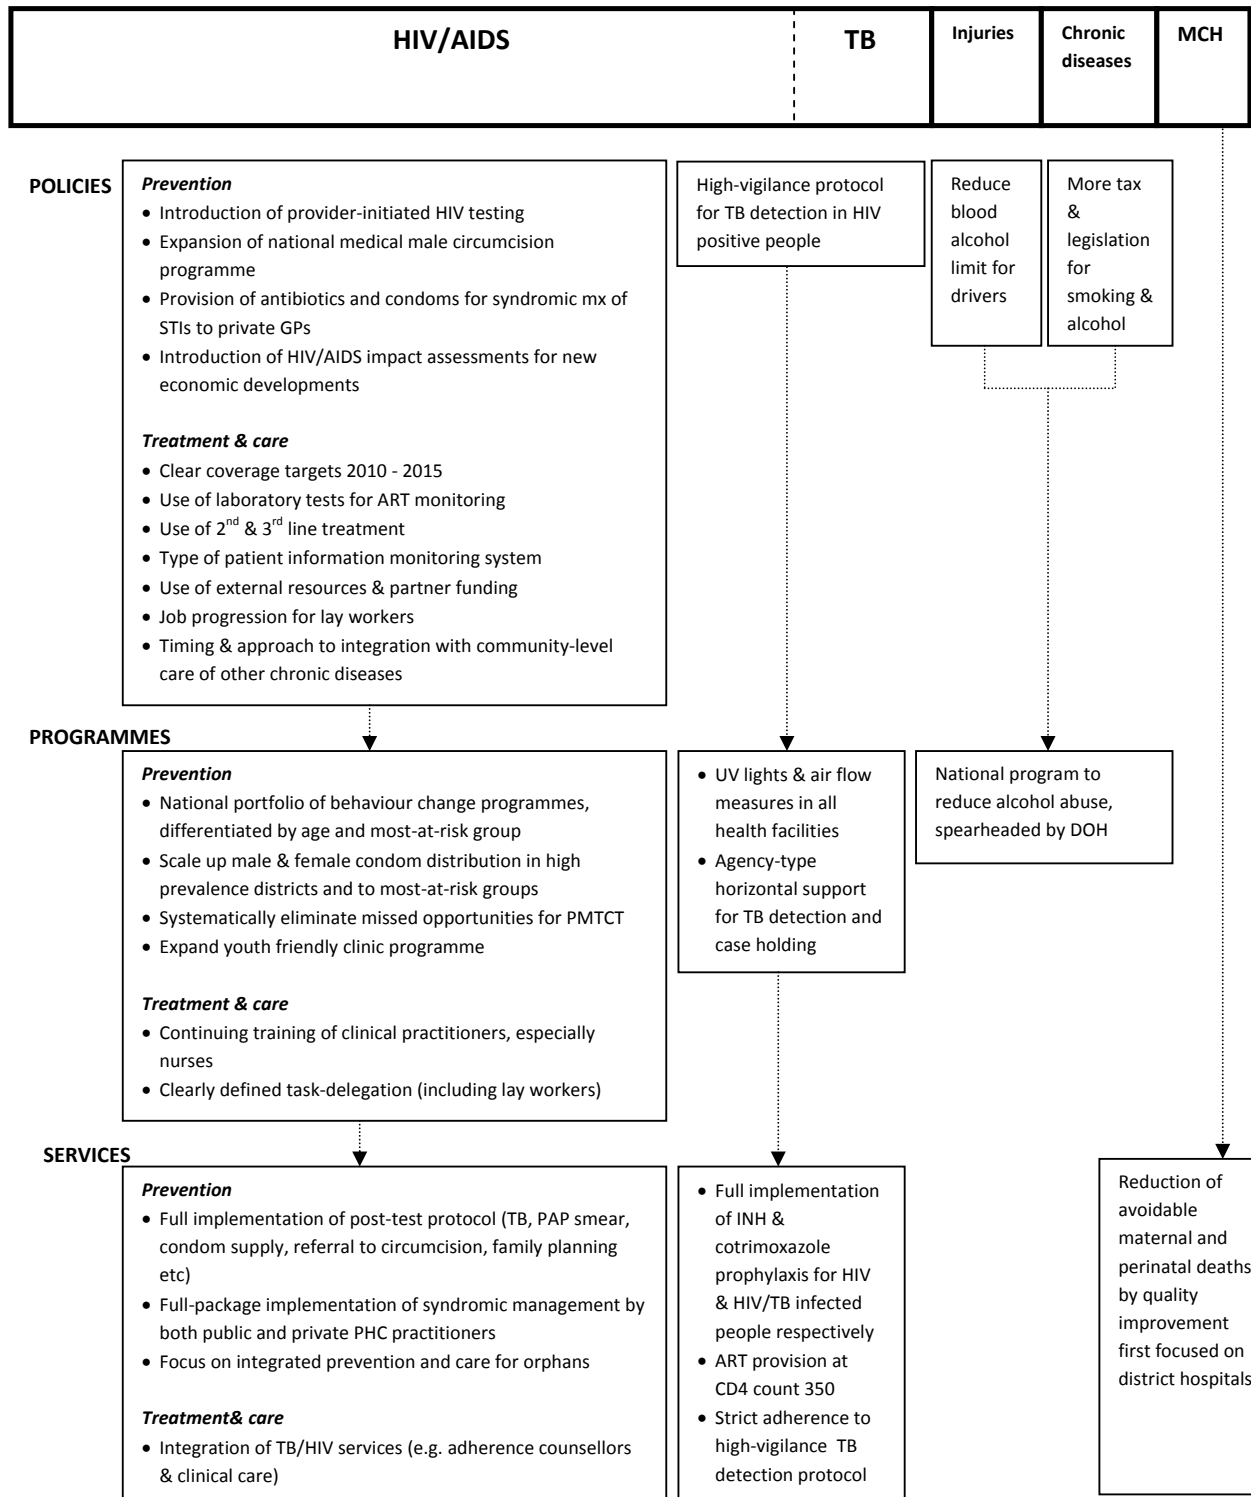 HIV/AIDS
TB
Injuries
Chronic
diseases
MCH
POLICIES
Prevention
• Introduction of provider-initiated HIV testing
• Expansion of national medical male circumcision
programme
• Provision of antibiotics and condoms for syndromic mx of
STIs to private GPs
• Introduction of HIV/AIDS impact assessments for new
economic developments
Treatment & care
• Clear coverage targets 2010 - 2015
• Use of laboratory tests for ART monitoring
• Use of 2nd & 3rd line treatment
• Type of patient information monitoring system
• Use of external resources & partner funding
• Job progression for lay workers
• Timing & approach to integration with community-level
care of other chronic diseases
High-vigilance protocol
for TB detection in HIV
positive people
Reduce
blood
alcohol
limit for
drivers
More tax
&
legislation
for
smoking &
alcohol
PROGRAMMES
Prevention
• National portfolio of behaviour change programmes,
differentiated by age and most-at-risk group
• Scale up male & female condom distribution in high
prevalence districts and to most-at-risk groups
• Systematically eliminate missed opportunities for PMTCT
• Expand youth friendly clinic programme
Treatment & care
• Continuing training of clinical practitioners, especially
nurses
• Clearly defined task-delegation (including lay workers)
• UV lights & air flow
measures in all
health facilities
• Agency-type
horizontal support
for TB detection and
case holding
National program to
reduce alcohol abuse,
spearheaded by DOH
SERVICES
Prevention
• Full implementation of post-test protocol (TB, PAP smear,
condom supply, referral to circumcision, family planning
etc)
• Full-package implementation of syndromic management by
both public and private PHC practitioners
• Focus on integrated prevention and care for orphans
Treatment& care
• Integration of TB/HIV services (e.g. adherence counsellors
& clinical care)
• Full implementation
of INH &
cotrimoxazole
prophylaxis for HIV
& HIV/TB infected
people respectively
• ART provision at
CD4 count 350
• Strict adherence to
high-vigilance TB
detection protocol
Reduction of
avoidable
maternal and
perinatal deaths
by quality
improvement
first focused on
district hospitals